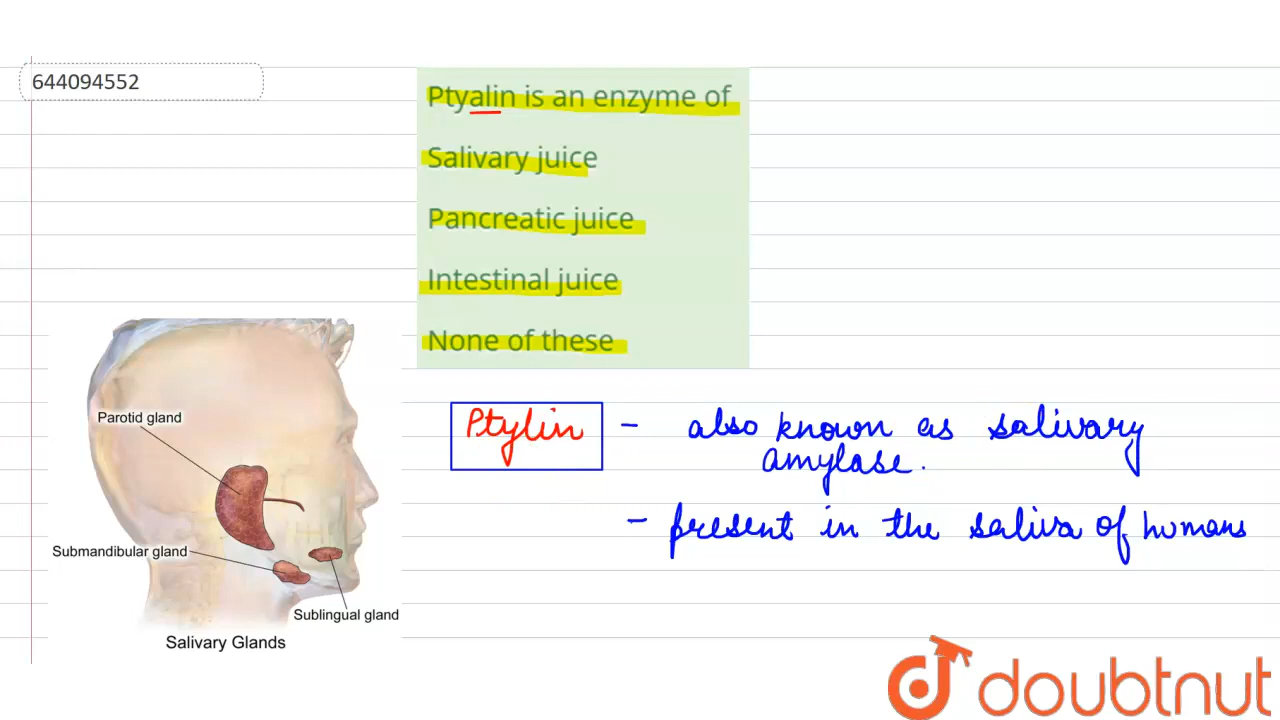 644094552
Ptyalin is an enzyme of
Salivary juice
Pancreatic juice
Intestinal juice
None of these
Parotid gland
Submandibular gland
Sublingual gland
Salivary Glands
Ptylin - also known as salivary
amylase.
- present in the saliva of humans
doubtnut